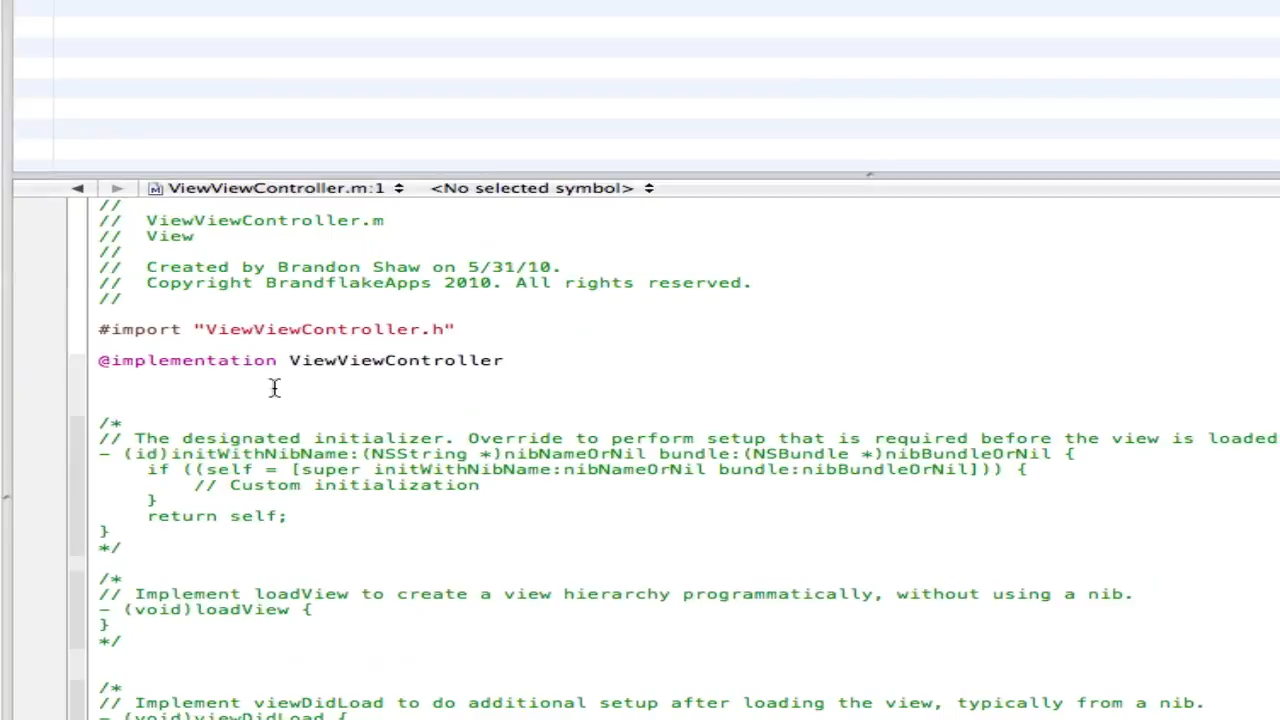 ViewViewController.m:1 <No selected symbol>
//
// ViewViewController.m
// View
//
// Created by Brandon Shaw on 5/31/10.
// Copyright BrandflakeApps 2010. All rights reserved.
//
#import "ViewViewController.h"
@implementation ViewViewController
/*
// The designated initializer. Override to perform setup that is required before the view is loaded
- (id)initWithNibName:(NSString *)nibNameOrNil bundle:(NSBundle *)nibBundleOrNil {
if ((self = [super initWithNibName:nibNameOrNil bundle:nibBundleOrNil])) {
// Custom initialization
}
return self;
}
*/
/*
// Implement loadView to create a view hierarchy programmatically, without using a nib.
- (void)loadView {
}
*/
/*
// Implement viewDidLoad to do additional setup after loading the view, typically from a nib.
- (void)viewDidLoad {